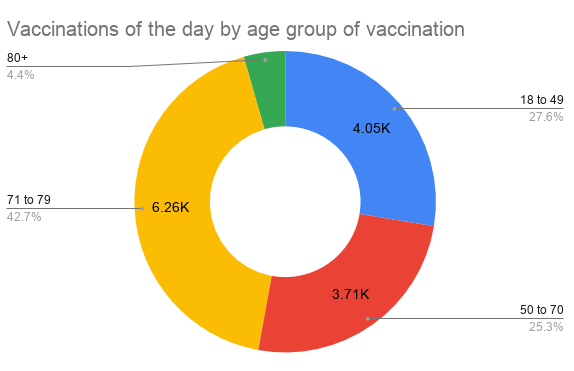 Vaccinations of the day by age group of vaccination
80+
4.4%
18 to 49
27.6%
4.05K
71 to 79
42.7%
6.26K
3.71K
50 to 70
25.3%